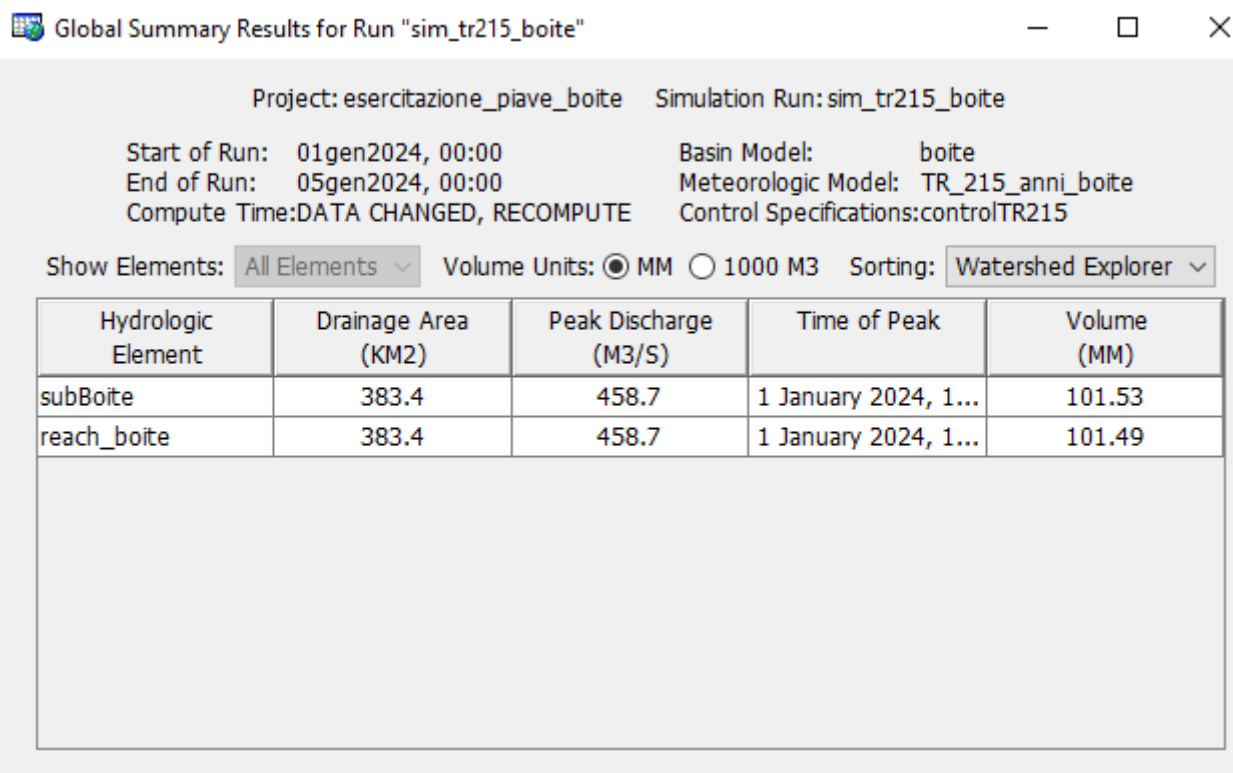 Global Summary Results for Run "sim_tr215_boite"
Project: esercitazione_piave_boite Simulation Run: sim_tr215_boite
Start of Run: 01gen2024, 00:00 Basin Model: boite
End of Run: 05gen2024, 00:00 Meteorologic Model: TR_215_anni_boite
Compute Time:DATA CHANGED, RECOMPUTE Control Specifications:controlTR215
Show Elements: All Elements Volume Units: MM 1000 M3 Sorting: Watershed Explorer
Hydrologic Drainage Area Peak Discharge Time of Peak Volume
Element (KM2) (M3/S) (MM)
subBoite 383.4 458.7 1 January 2024, 1... 101.53
reach_boite 383.4 458.7 1 January 2024, 1... 101.49